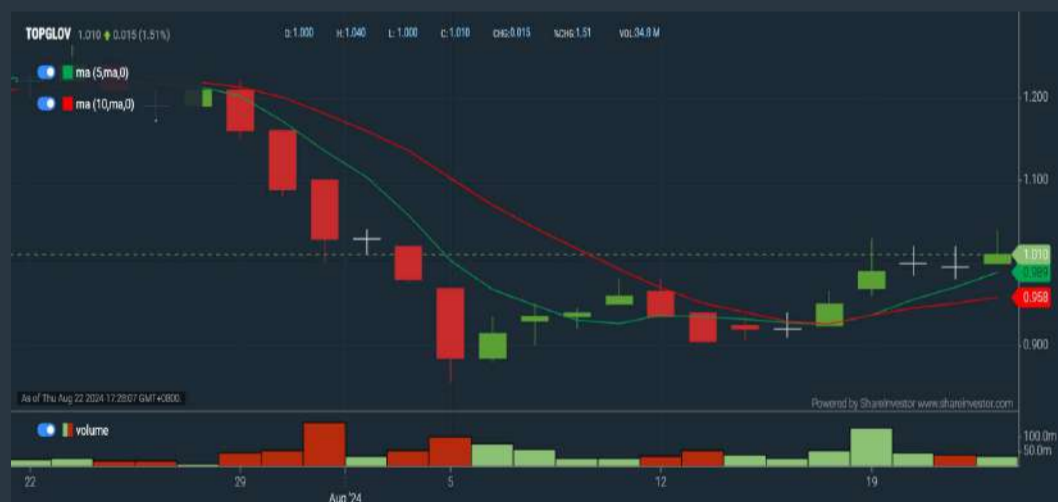 TOPGLOV 1.010 0.015 (1.51%) O:1.000 H:1.040 L: 1.000 C:1.010 CHG:0.015 %CHG:1.51 VOL:34.8 M
ma (5,ma,0)
ma (10,ma,0)
1.200
1.100
1.010
0.989
0.958
0.900
As of Thu Aug 22 2024 17:28:07 GMT+0800.
Powered by ShareInvestor www.shareinvestor.com
volume
100.0m
50.0m
22 29 5 12 19
Aug '24